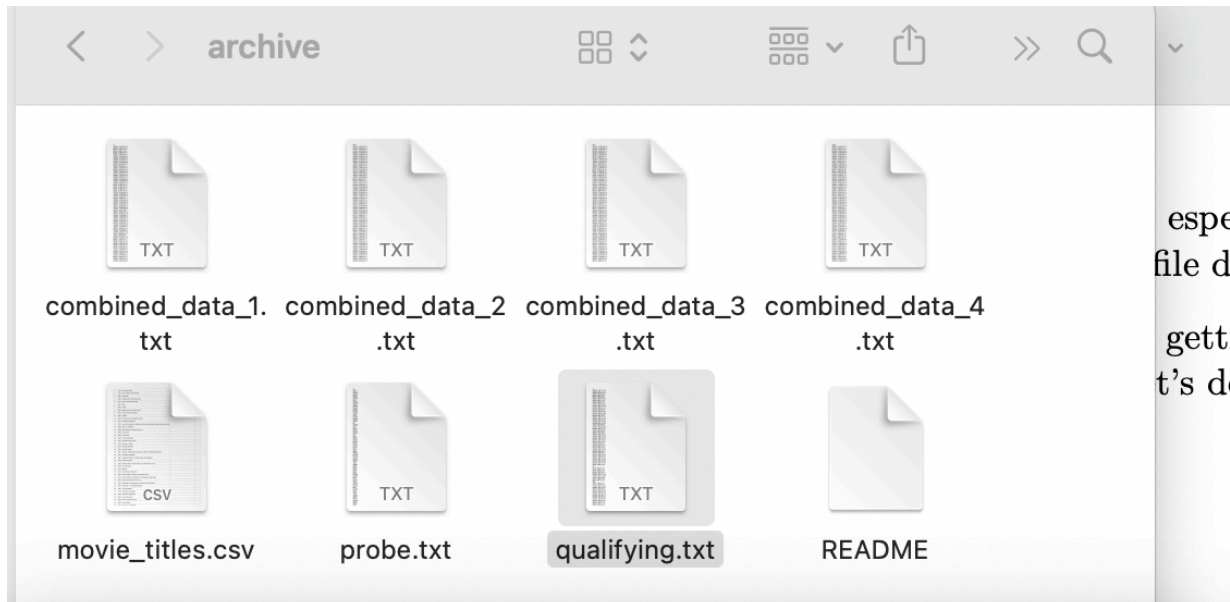 archive
espe
file d
TXT TXT TXT TXT
combined_data_1. combined_data_2 combined_data_3 combined_data_4
txt .txt .txt .txt
gett
t's d
CSV TXT TXT
movie_titles.csv probe.txt qualifying.txt README